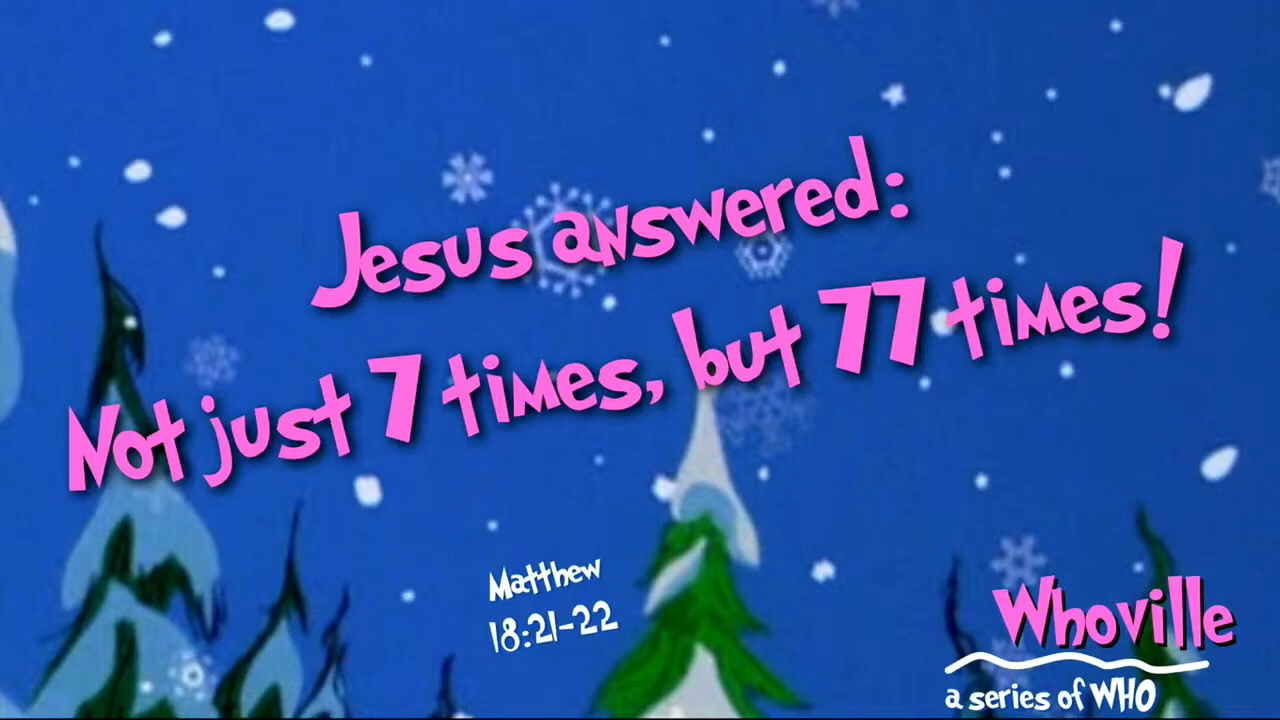 Jesus answered:
Not just 7 times, but 77 times!
Matthew
18:21-22
Whoville
a series of WHO